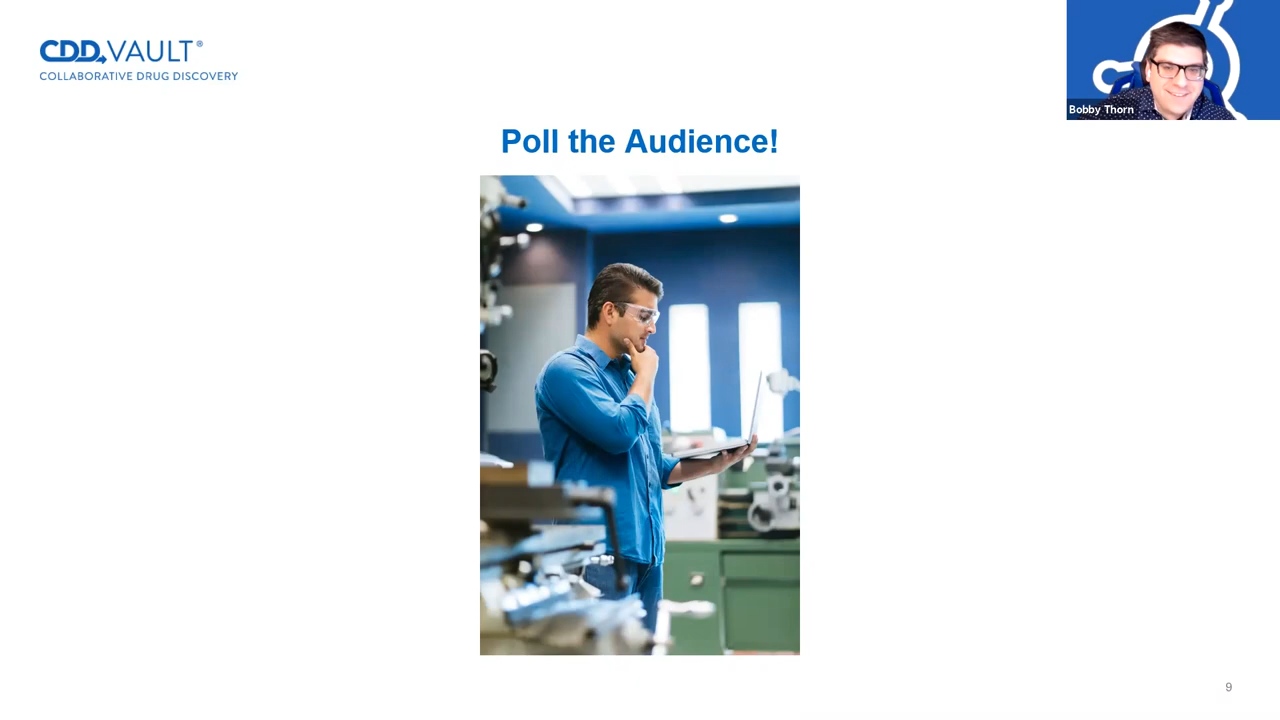 CDD VAULT®
COLLABORATIVE DRUG DISCOVERY
Bobby Thorn
Poll the Audience!
9